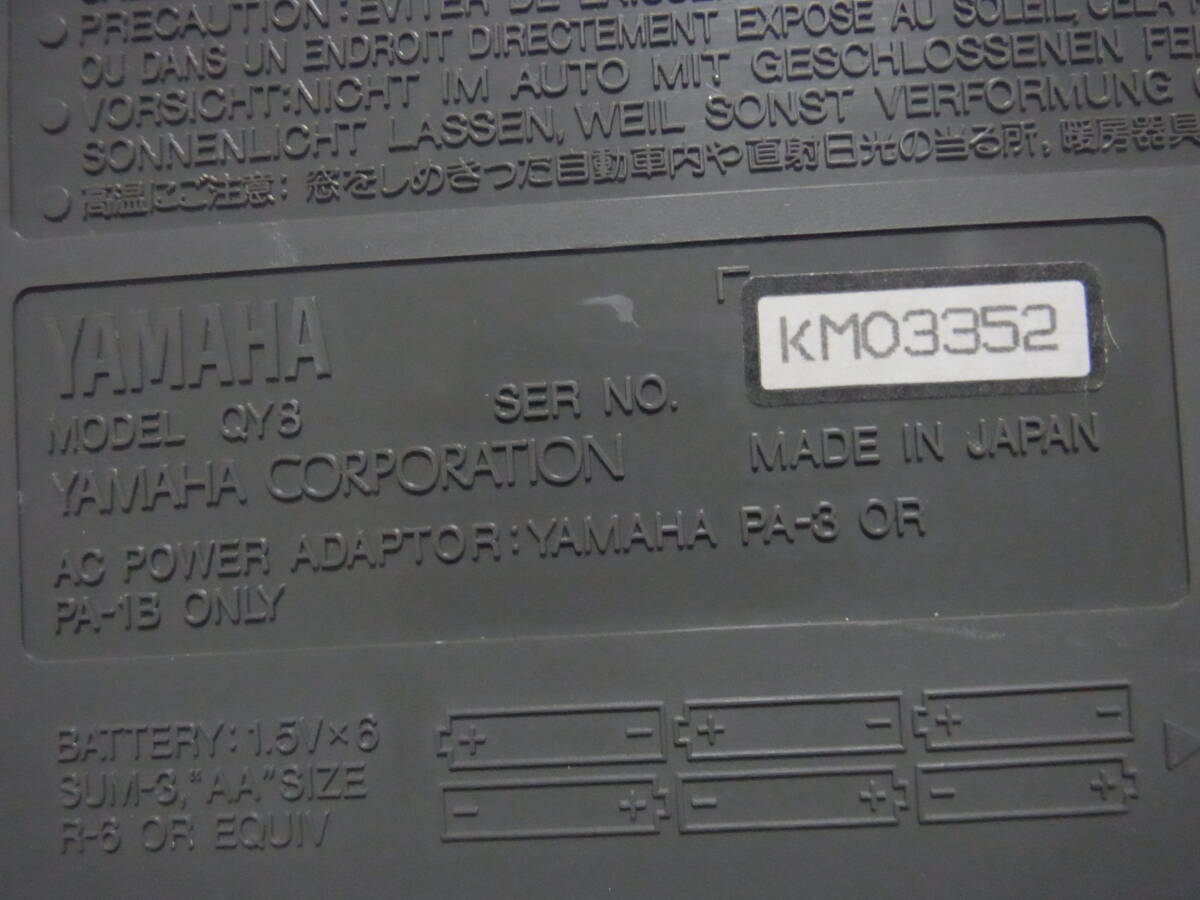 PRECAUTION: EVITER DE
OU DANS UN ENDROIT DIRECTEMENT EXPOSE AU SOLEIL, CELA
VORSICHT: NICHT IM AUTO MIT GESCHLOSSENEN
SONNENLICHT LASSEN, WEIL SONST VERFORMUNG
高温にご注意: 窓をしめきった自動車内や直射日光の当る所, 暖房器具
YAMAHA
KM03352
MODEL QY8
SER NO.
YAMAHA CORPORATION
MADE IN JAPAN
AC POWER ADAPTOR: YAMAHA PA-3 OR
PA-1B ONLY
BATTERY: 1.5V×6
SUM-3, "AA" SIZE
R-6 OR EQUIV
+ - + - + -
- + - + - +